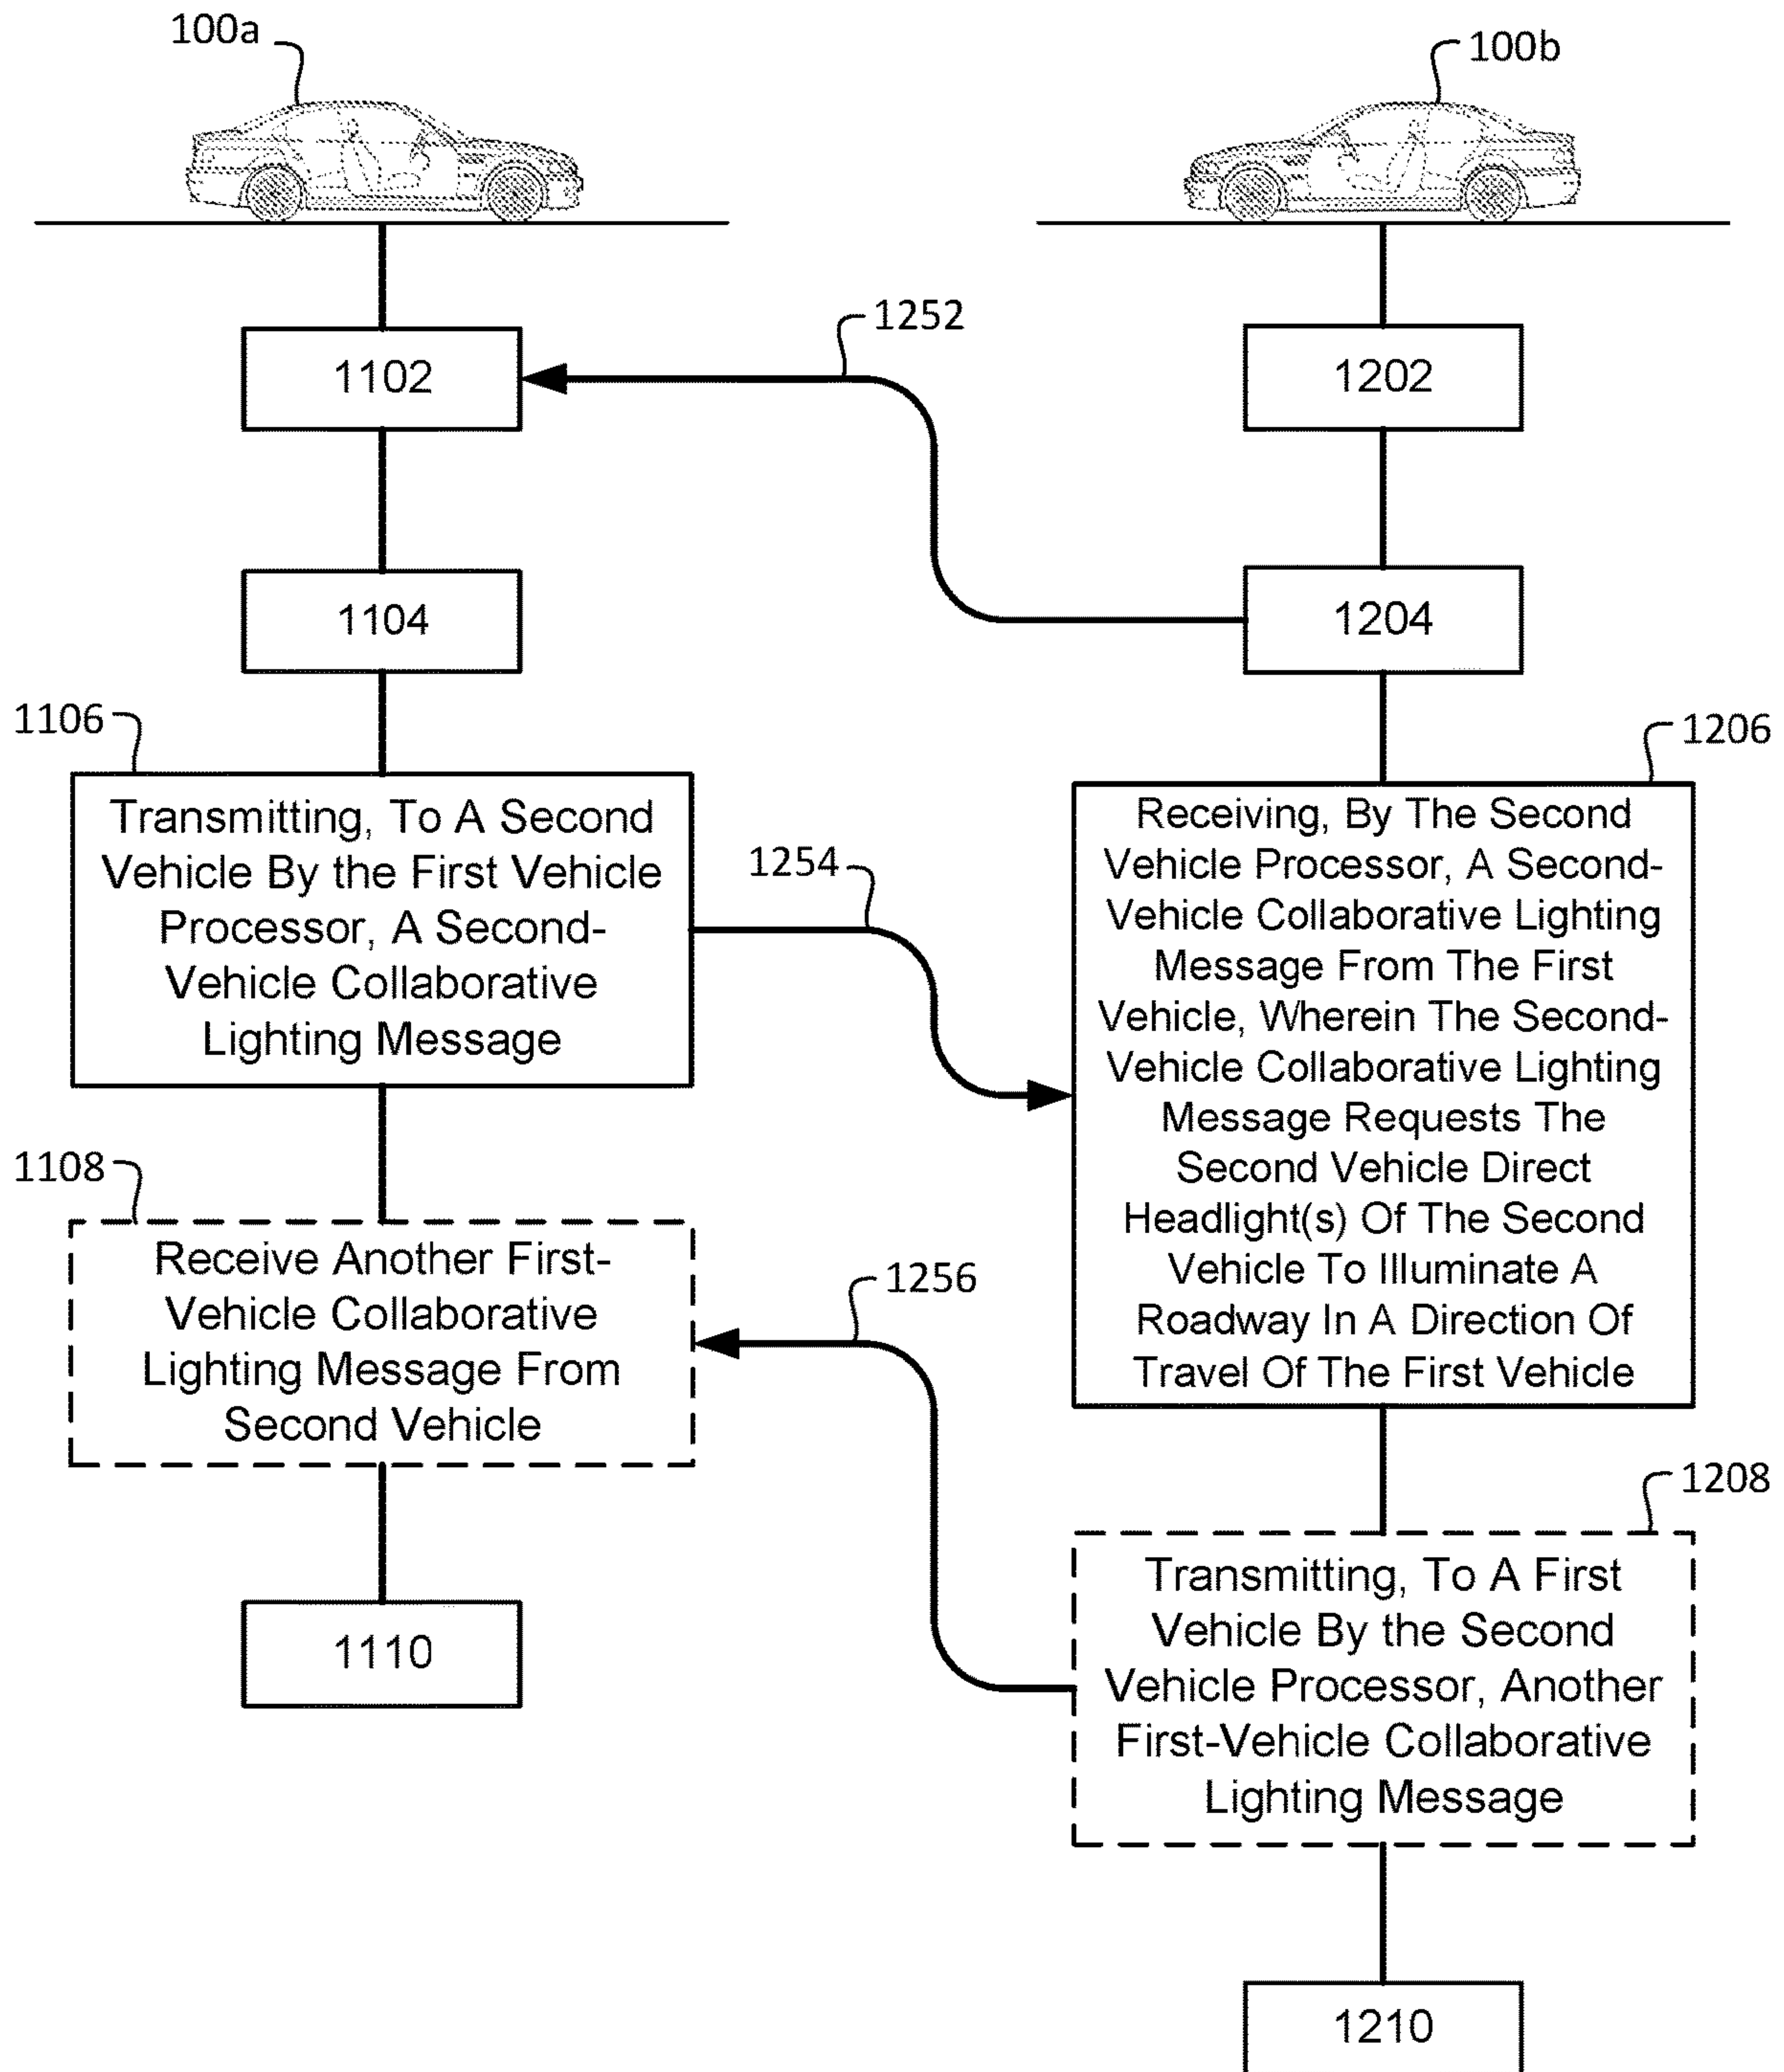 100a
100b
1252
1102
1202
1104
1204
1106
Transmitting, To A Second
Vehicle By the First Vehicle
Processor, A Second-
Vehicle Collaborative
Lighting Message
1254
1206
Receiving, By The Second
Vehicle Processor, A Second-
Vehicle Collaborative Lighting
Message From The First
Vehicle, Wherein The Second-
Vehicle Collaborative Lighting
Message Requests The
Second Vehicle Direct
Headlight(s) Of The Second
Vehicle To Illuminate A
Roadway In A Direction Of
Travel Of The First Vehicle
1108
Receive Another First-
Vehicle Collaborative
Lighting Message From
Second Vehicle
1256
1208
Transmitting, To A First
Vehicle By the Second
Vehicle Processor, Another
First-Vehicle Collaborative
Lighting Message
1110
1210